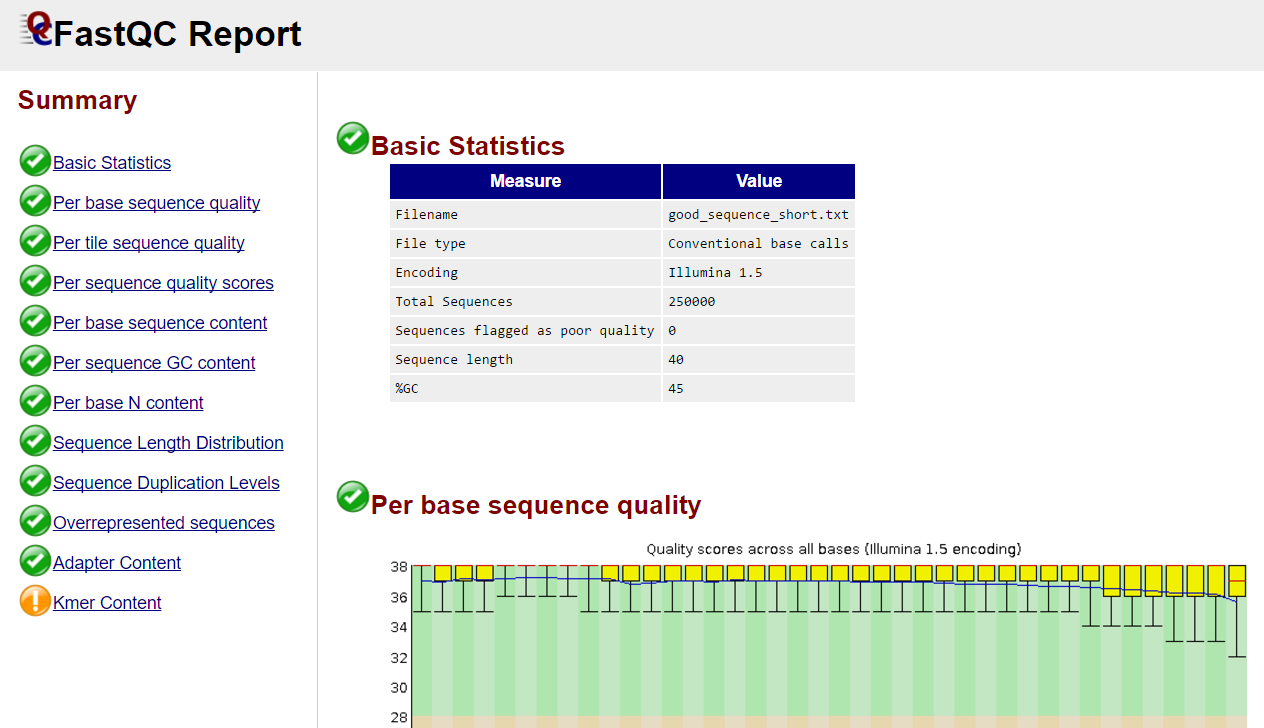 FastQC Report
Summary
Basic Statistics
Per base sequence quality
Per tile sequence quality
Per sequence quality scores
Per base sequence content
Per sequence GC content
Per base N content
Sequence Length Distribution
Sequence Duplication Levels
Overrepresented sequences
Adapter Content
Kmer Content
Basic Statistics
Measure Value
Filename good_sequence_short.txt
File type Conventional base calls
Encoding Illumina 1.5
Total Sequences 250000
Sequences flagged as poor quality 0
Sequence length 40
%GC 45
Per base sequence quality
Quality scores across all bases (Illumina 1.5 encoding)
38
36
34
32
30
28